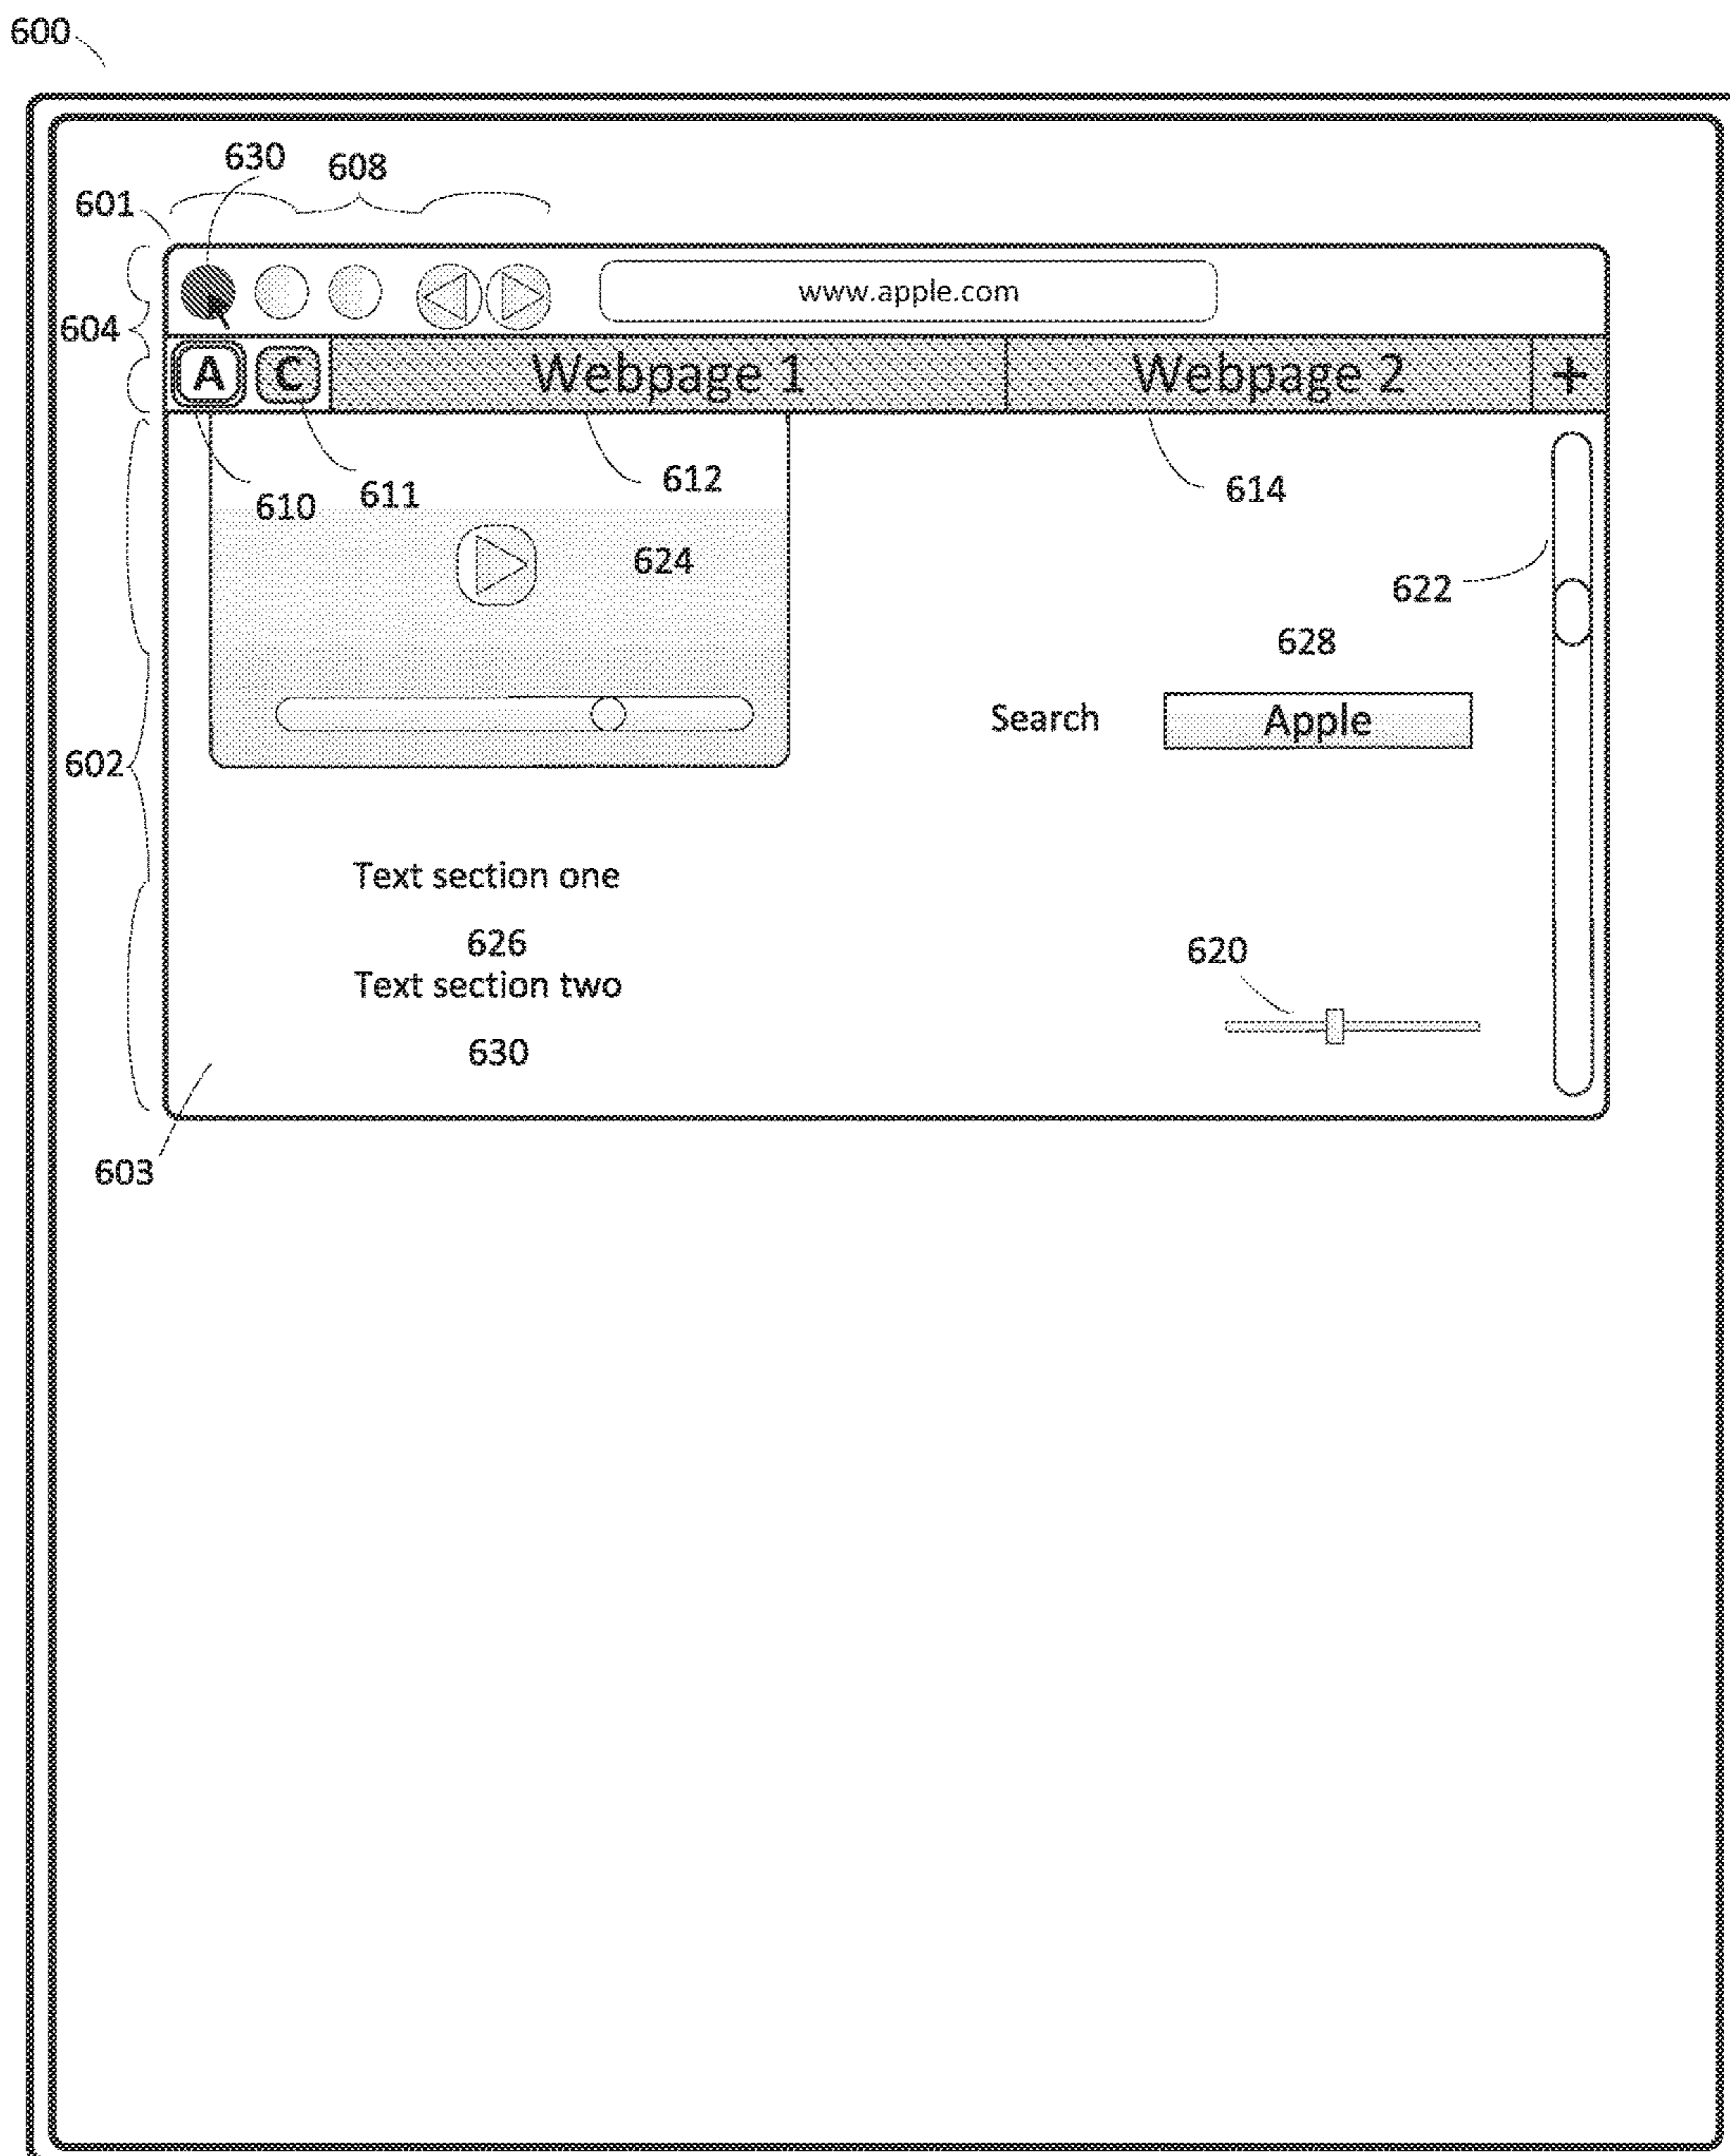 600
630 608
601
www.apple.com
604
A C Webpage 1 Webpage 2 +
610 611 612 614
624
622
628
Search Apple
602
Text section one
626
Text section two
620
630
603